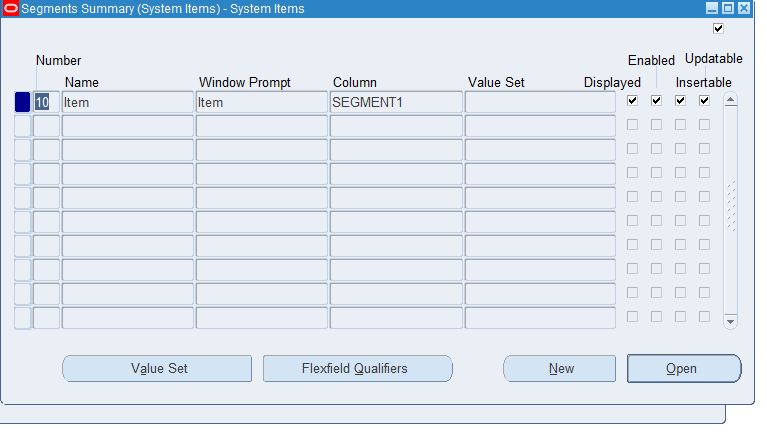 Segments Summary (System Items) - System Items
Number Enabled Updatable
Name Window Prompt Column Value Set Displayed Insertable
10 Item Item SEGMENT1
Value Set Flexfield Qualifiers New Open